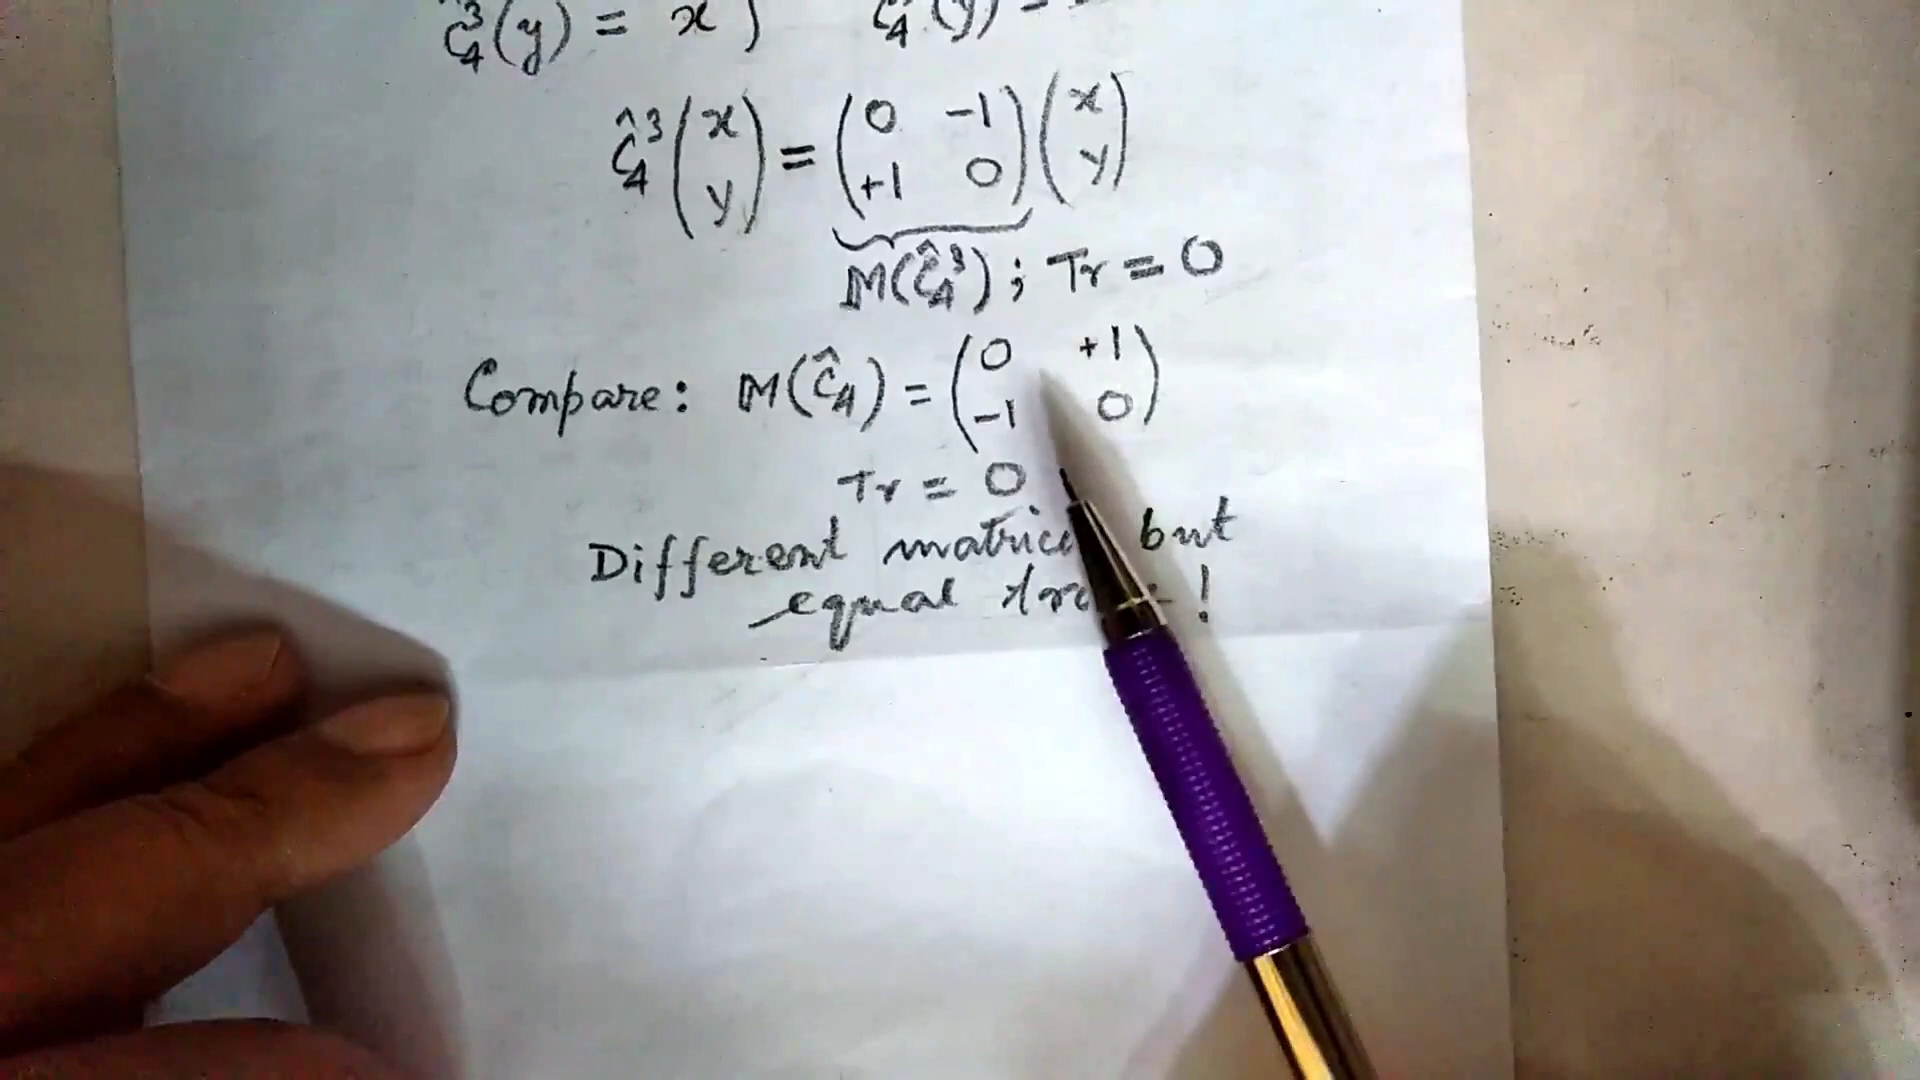 Ĉ₄³(y) = x ; Ĉ₄(y) =
Ĉ₄³ (x y) = (0 -1 +1 0) (x y)
M(Ĉ₄³) ; Tr = 0
Compare: M(Ĉ₄) = (0 +1 -1 0)
Tr = 0
Different but
equal !